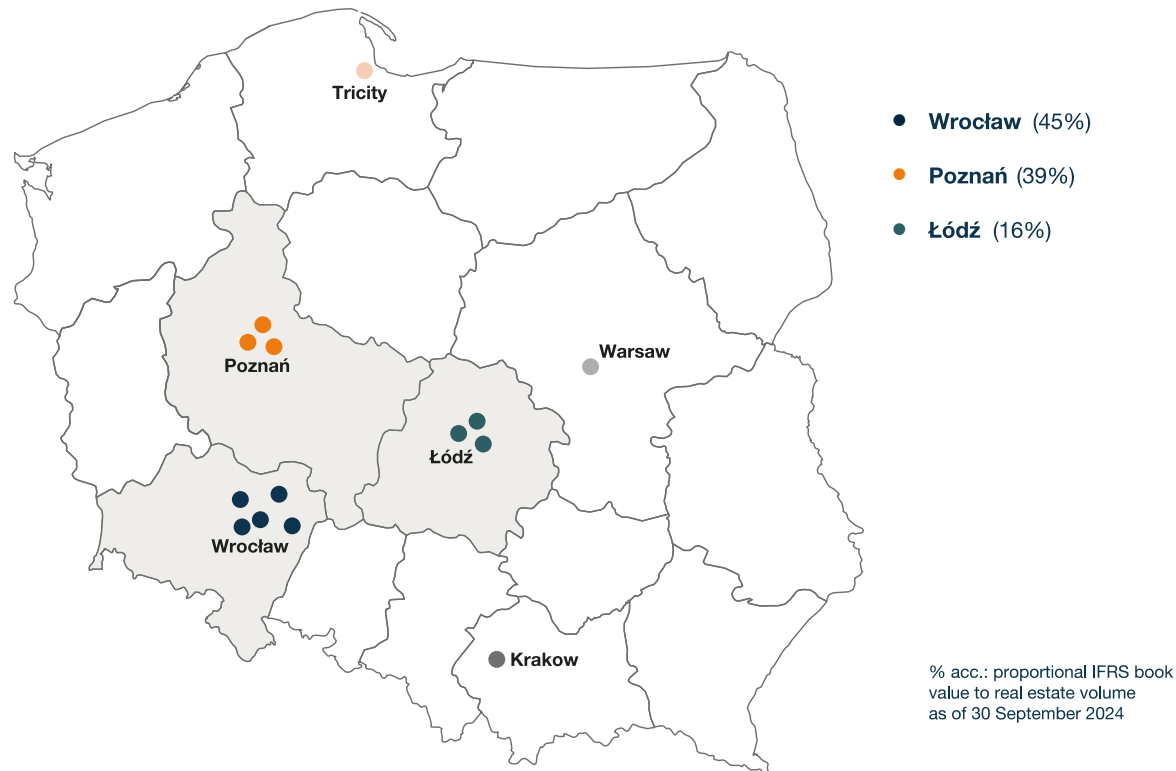 Tricity
Wrocław (45%)
Poznań (39%)
Łódź (16%)
Warsaw
Poznań
Łódź
Wrocław
Krakow
% acc.: proportional IFRS book
value to real estate volume
as of 30 September 2024